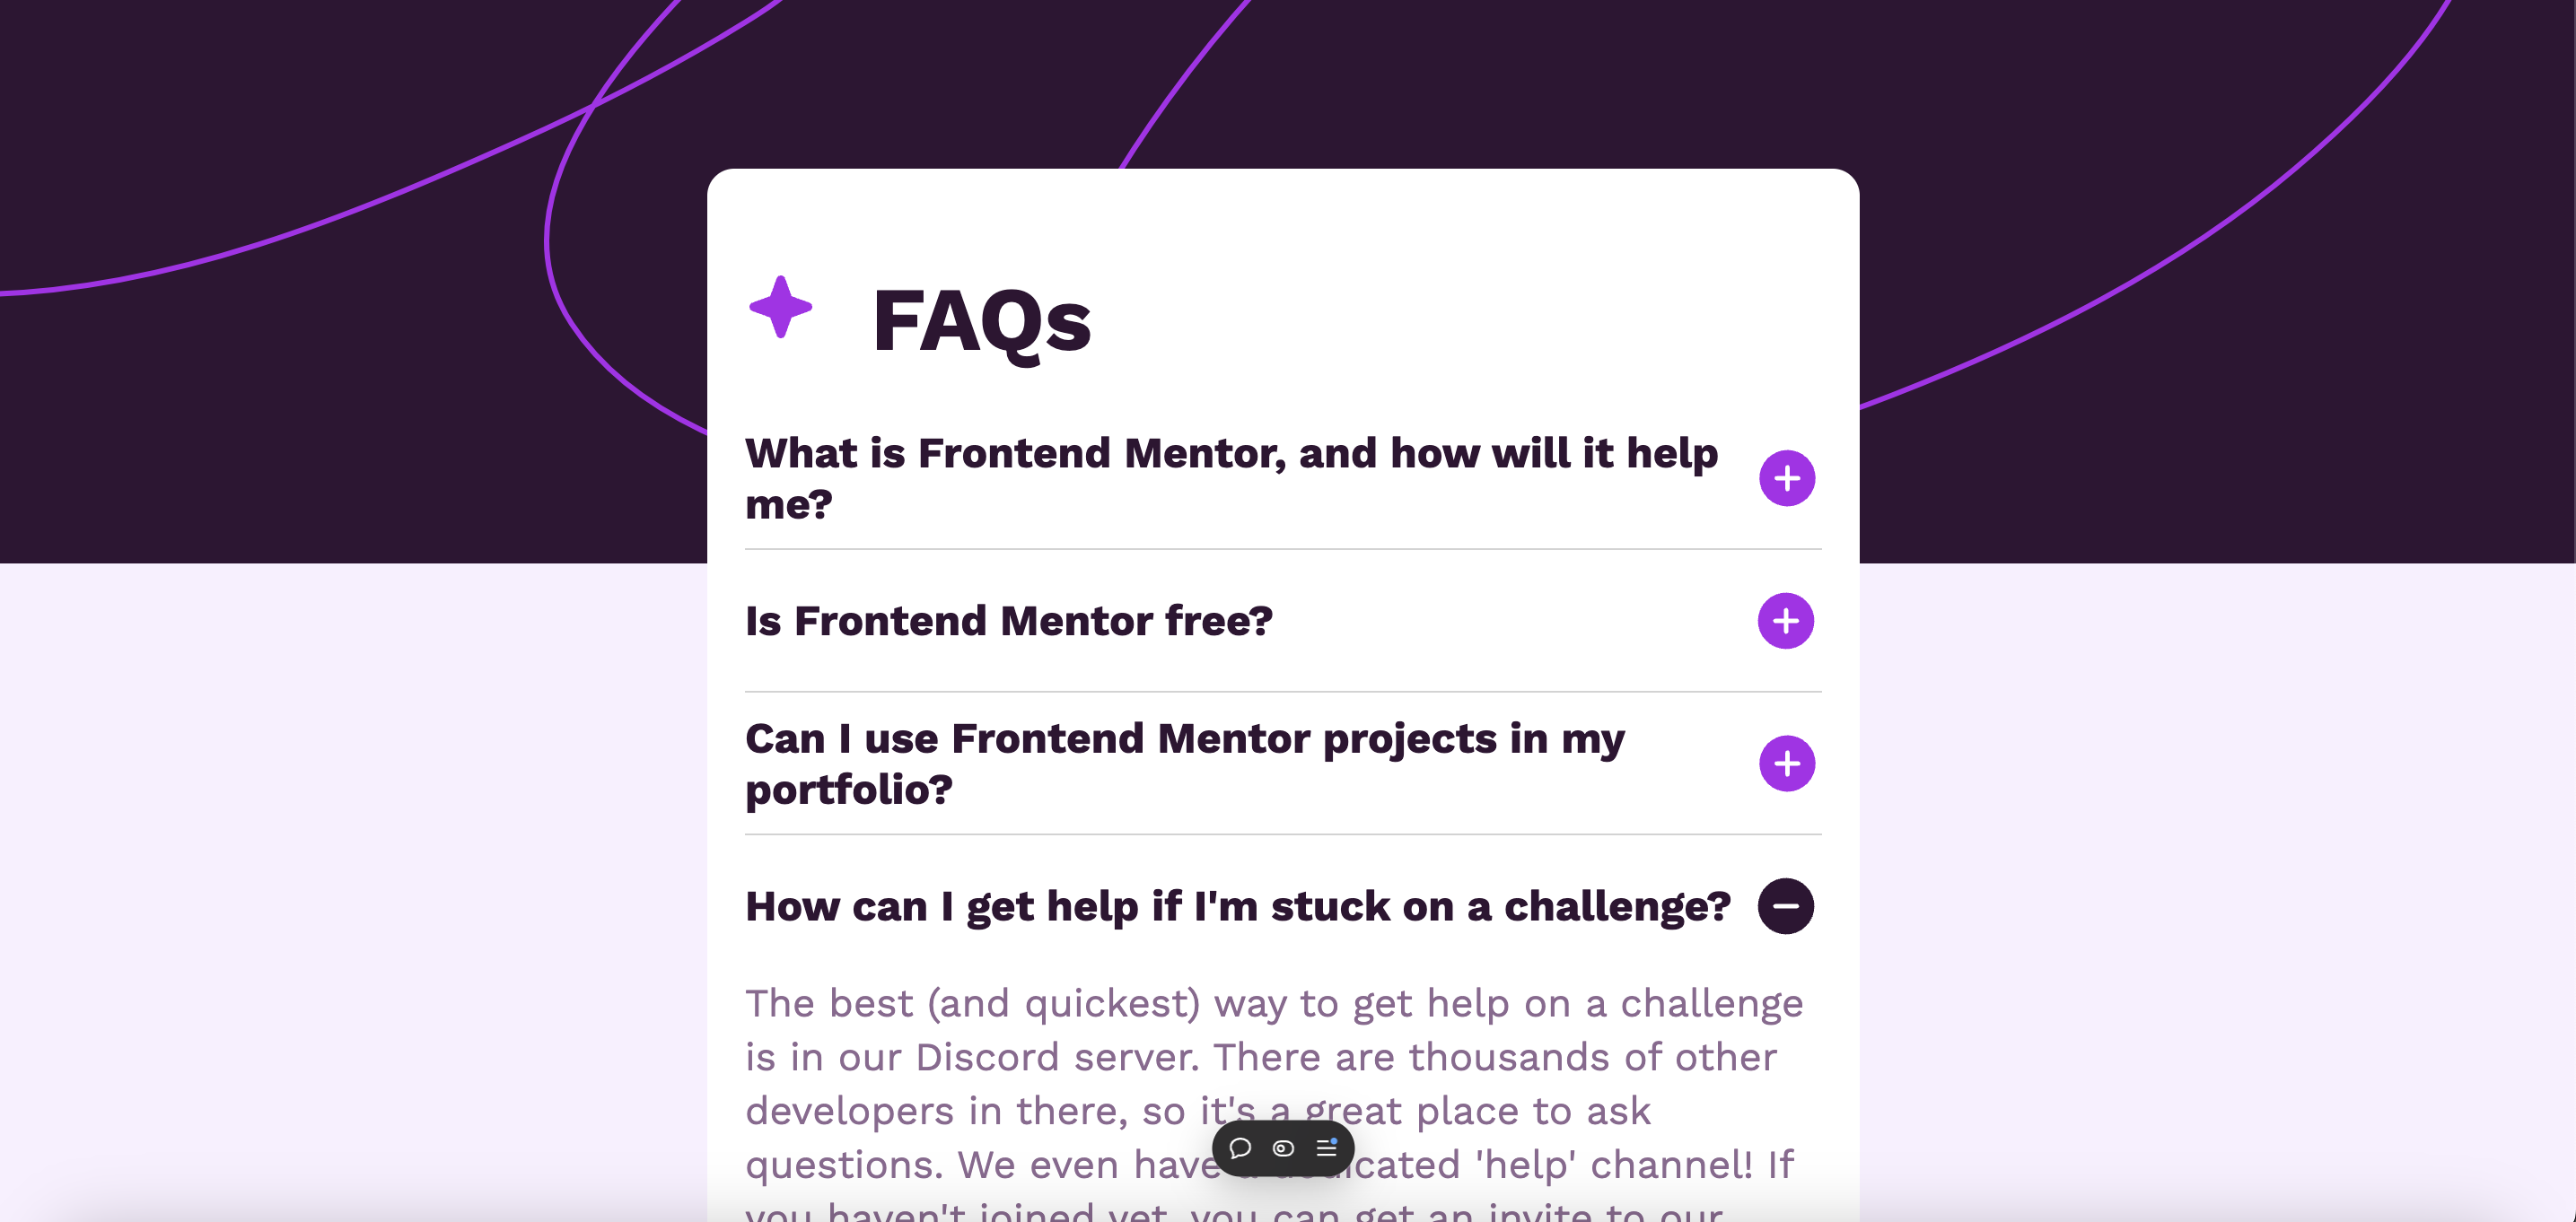 FAQs
What is Frontend Mentor, and how will it help
me?
Is Frontend Mentor free?
Can I use Frontend Mentor projects in my
portfolio?
How can I get help if I'm stuck on a challenge?
The best (and quickest) way to get help on a challenge
is in our Discord server. There are thousands of other
developers in there, so it's a great place to ask
questions. We even have 'help' channel! If
you haven't joined yet, you can get an invite to our